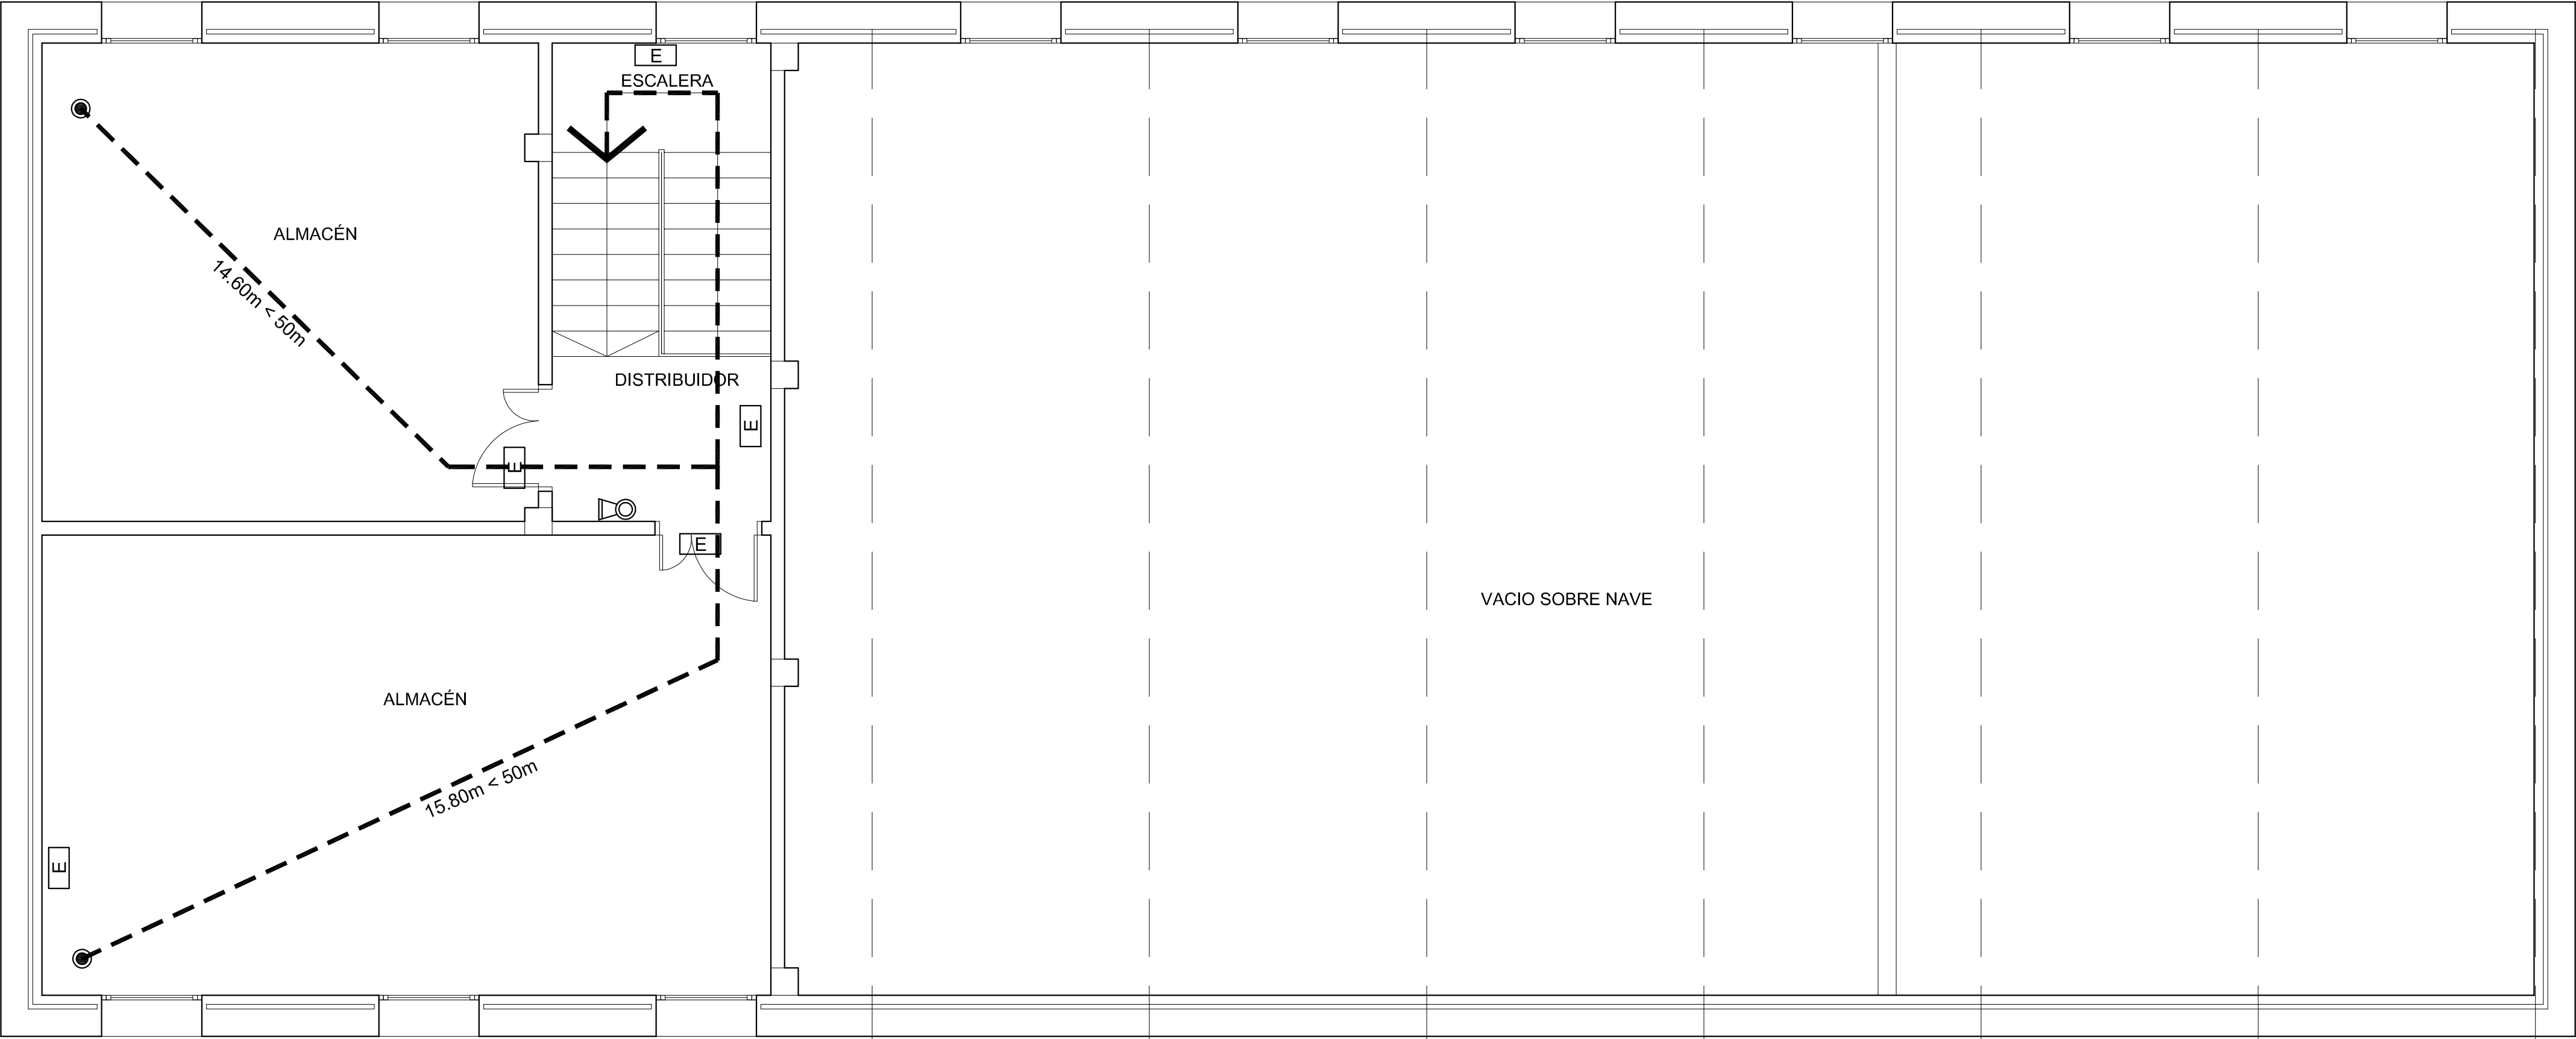 E
ESCALERA
ALMACÉN
14.60m < 50m
DISTRIBUIDOR
E
E
E
VACIO SOBRE NAVE
ALMACÉN
15.80m < 50m
E